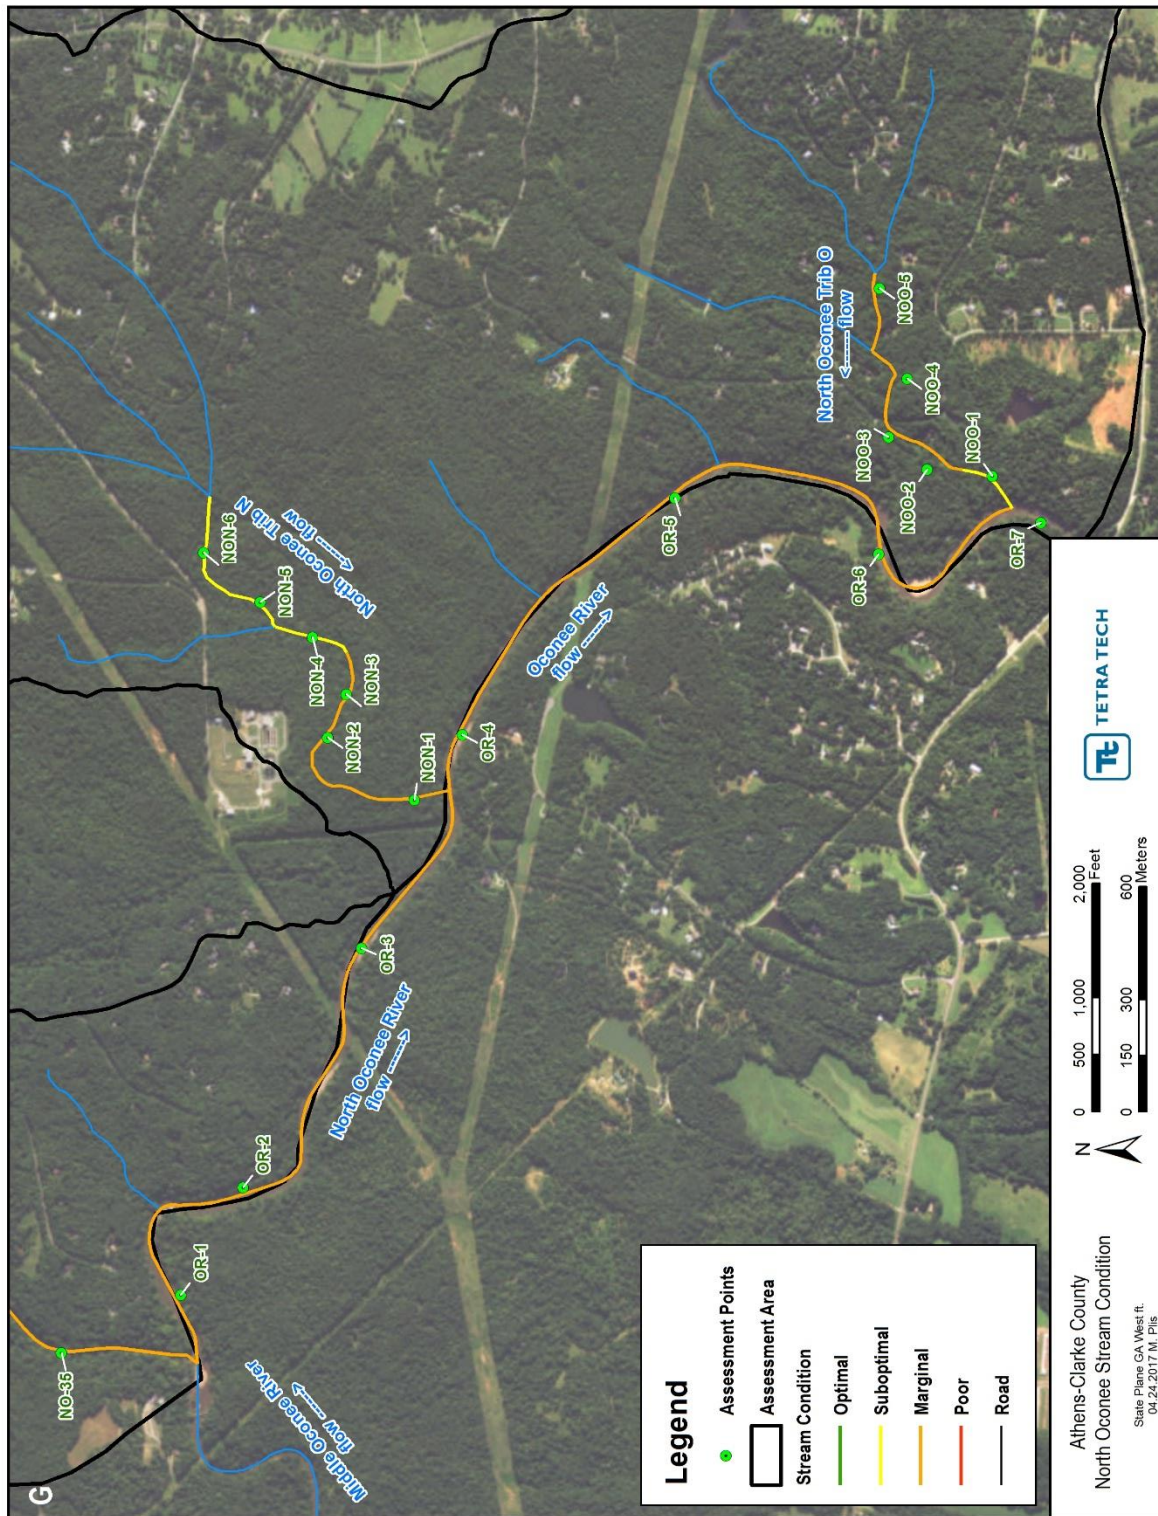 G
NO-35
OR-1
OR-2
Middle Oconee River
flow ------>
North Oconee River
flow ------>
OR-3
NON-1
NON-2
NON-3
NON-4
NON-5
NON-6
North Oconee Trib N
<------ flow
OR-4
Oconee River
flow ------>
OR-5
OR-6
OR-7
North Oconee Trib O
<------ flow
NOO-1
NOO-2
NOO-3
NOO-4
NOO-5
Legend
Assessment Points
Assessment Area
Stream Condition
Optimal
Suboptimal
Marginal
Poor
Road
Athens-Clarke County
North Oconee Stream Condition
State Plane GA West ft.
04.24.2017 M. Plis
N
0 500 1,000 2,000
Feet
0 150 300 600
Meters
Tt TETRA TECH